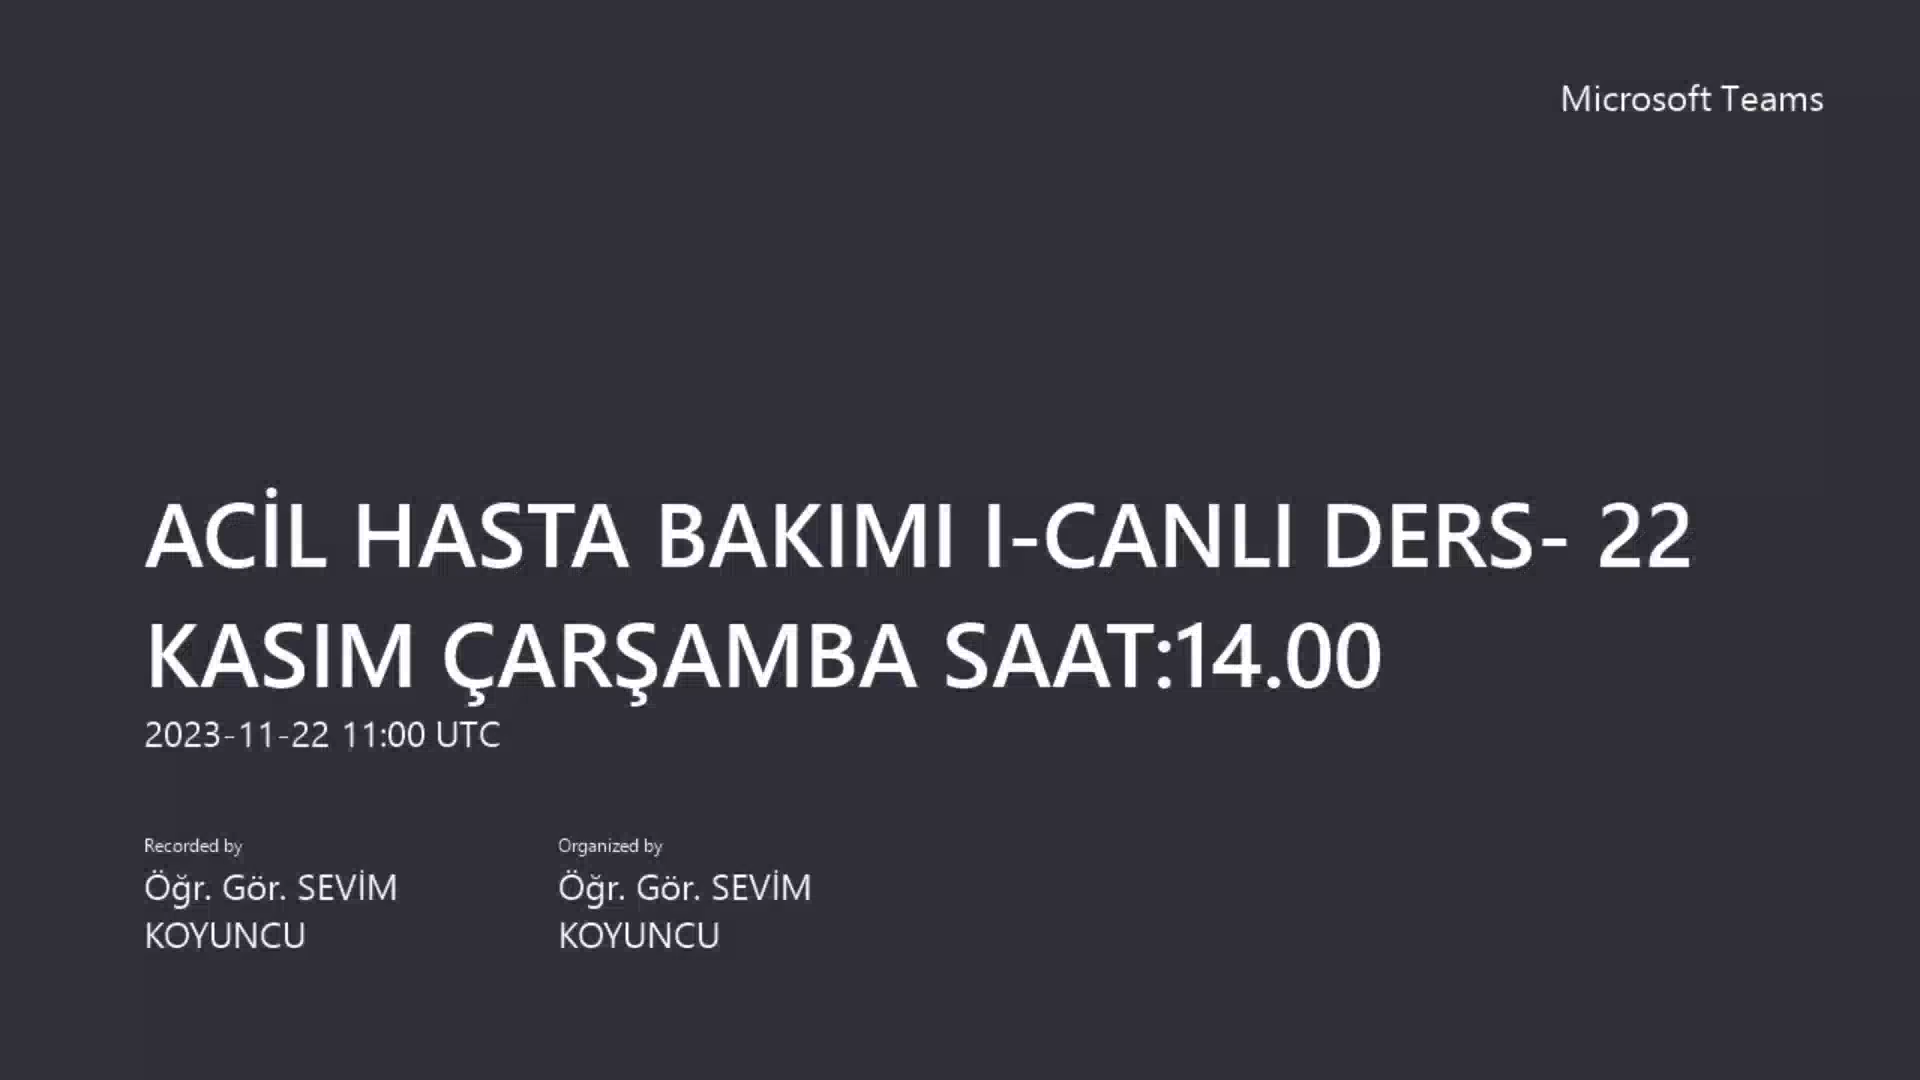 Microsoft Teams
ACİL HASTA BAKIMI I-CANLI DERS- 22
KASIM ÇARŞAMBA SAAT:14.00
2023-11-22 11:00 UTC
Recorded by
Öğr. Gör. SEVİM
KOYUNCU
Organized by
Öğr. Gör. SEVİM
KOYUNCU